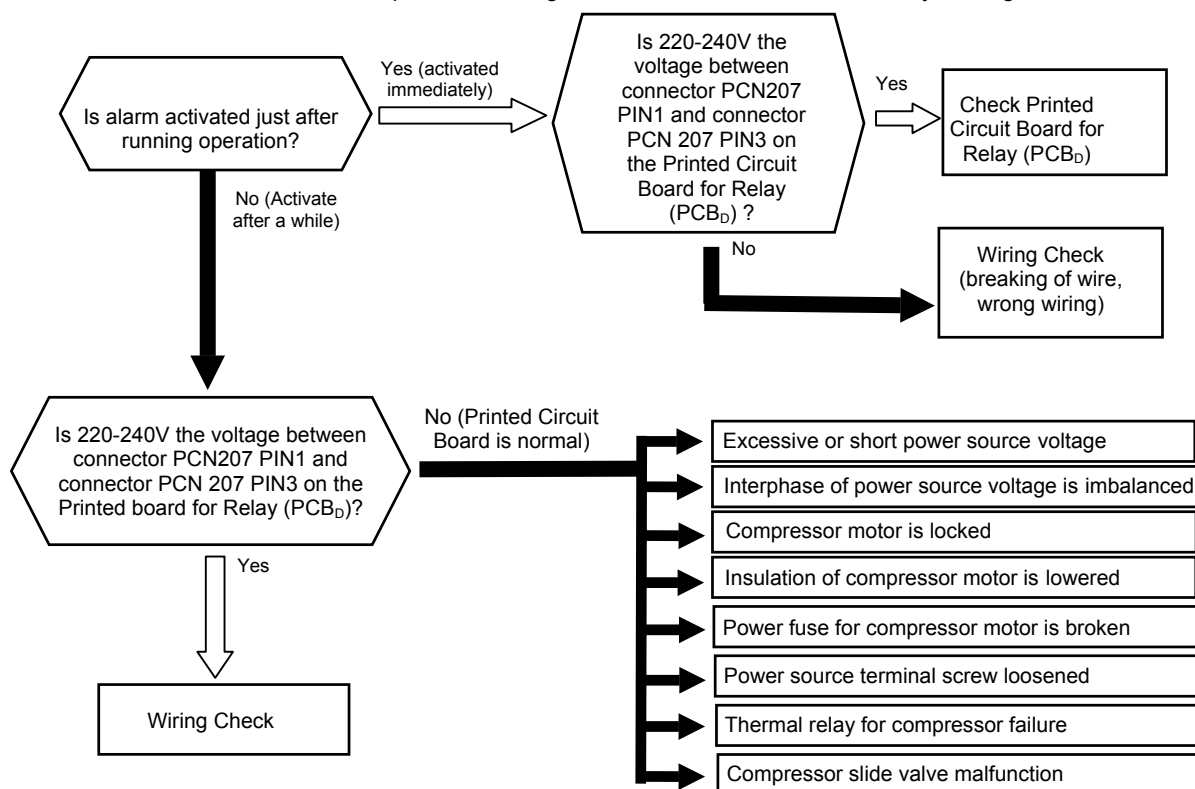 Is alarm activated just after
running operation?
Yes (activated
immediately)
Is 220-240V the
voltage between
connector PCN207
PIN1 and connector
PCN 207 PIN3 on
the Printed Circuit
Board for Relay
(PCBD) ?
Yes
Check Printed
Circuit Board for
Relay (PCBD)
No (Activate
after a while)
No
Wiring Check
(breaking of wire,
wrong wiring)
Is 220-240V the voltage between
connector PCN207 PIN1 and
connector PCN 207 PIN3 on the
Printed board for Relay (PCBD)?
No (Printed Circuit
Board is normal)
Excessive or short power source voltage
Interphase of power source voltage is imbalanced
Compressor motor is locked
Insulation of compressor motor is lowered
Power fuse for compressor motor is broken
Power source terminal screw loosened
Thermal relay for compressor failure
Compressor slide valve malfunction
Yes
Wiring Check